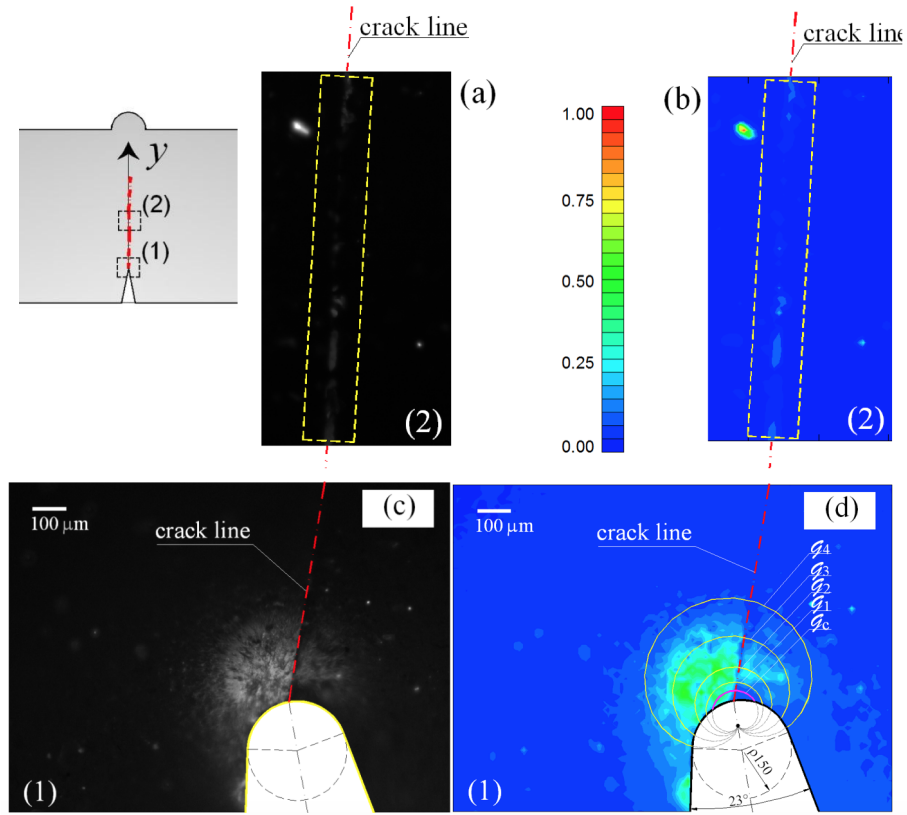 crack line
(a)
(2)
crack line
(b)
1.00
0.75
0.50
0.25
0.00
(2)
y
(2)
(1)
(c)
100 μm
crack line
(1)
(d)
100 μm
crack line
𝒢4
𝒢3
𝒢2
𝒢1
𝒢c
ρ150
23°
(1)